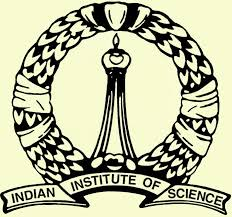 INDIAN INSTITUTE OF SCIENCE